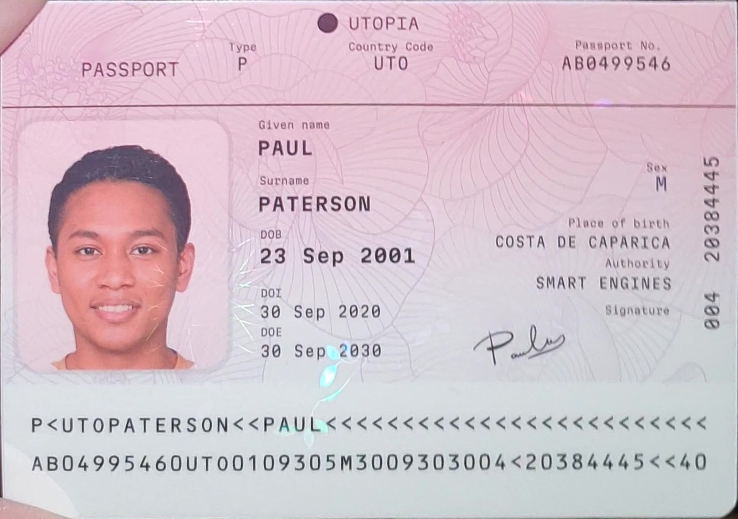 UTOPIA
PASSPORT
Type
P
Country Code
UTO
Passport No.
AB0499546
Given name
PAUL
Surname
PATERSON
DOB
23 Sep 2001
DOI
30 Sep 2020
DOE
30 Sep 2030
Sex
M
Place of birth
COSTA DE CAPARICA
Authority
SMART ENGINES
Signature
Paulus
004 20384445
P<UTOPATERSON<<PAUL<<<<<<<<<<<<<<<<<<<<<<<<<
AB04995460UTO0109305M3009303004<20384445<<40